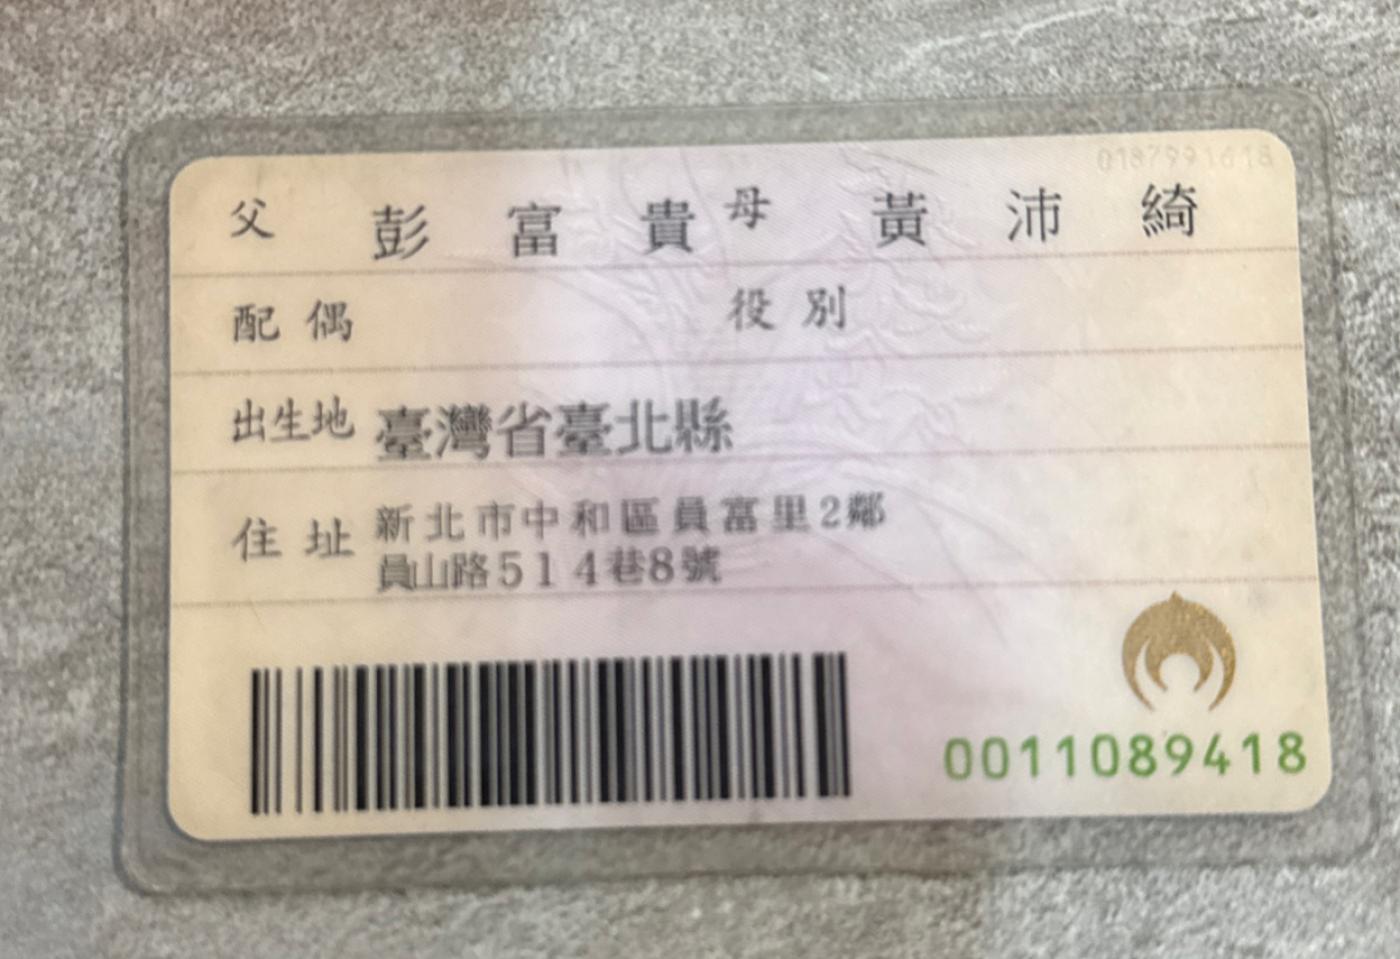 0187991618
父 彭富貴 母 黃沛綺
配偶 役別
出生地 臺灣省臺北縣
住址 新北市中和區員富里2鄰
員山路514巷8號
0011089418